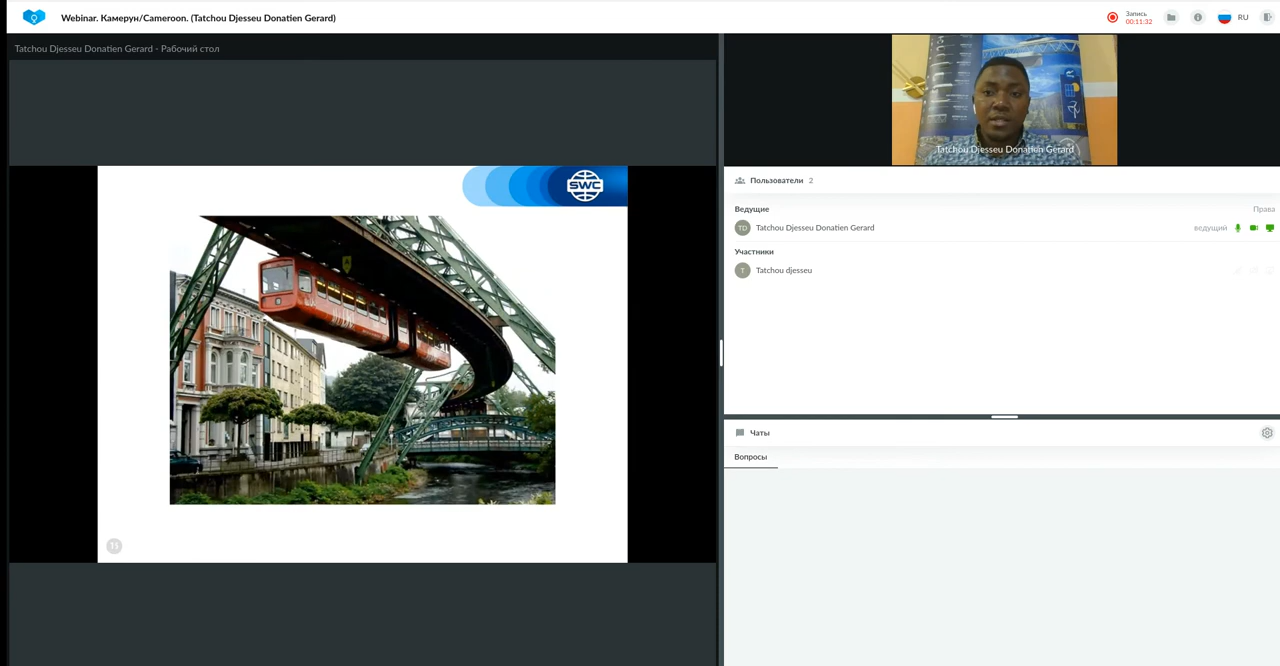 Webinar. Камерун/Cameroon. (Tatchou Djesseu Donatien Gerard)
Запись
00:11:32
RU
Tatchou Djesseu Donatien Gerard - Рабочий стол
SWC
Tatchou Djesseu Donatien Gerard
Пользователи 2
Ведущие Права
TD Tatchou Djesseu Donatien Gerard ведущий
Участники
T Tatchou djesseu
Чаты
Вопросы
15